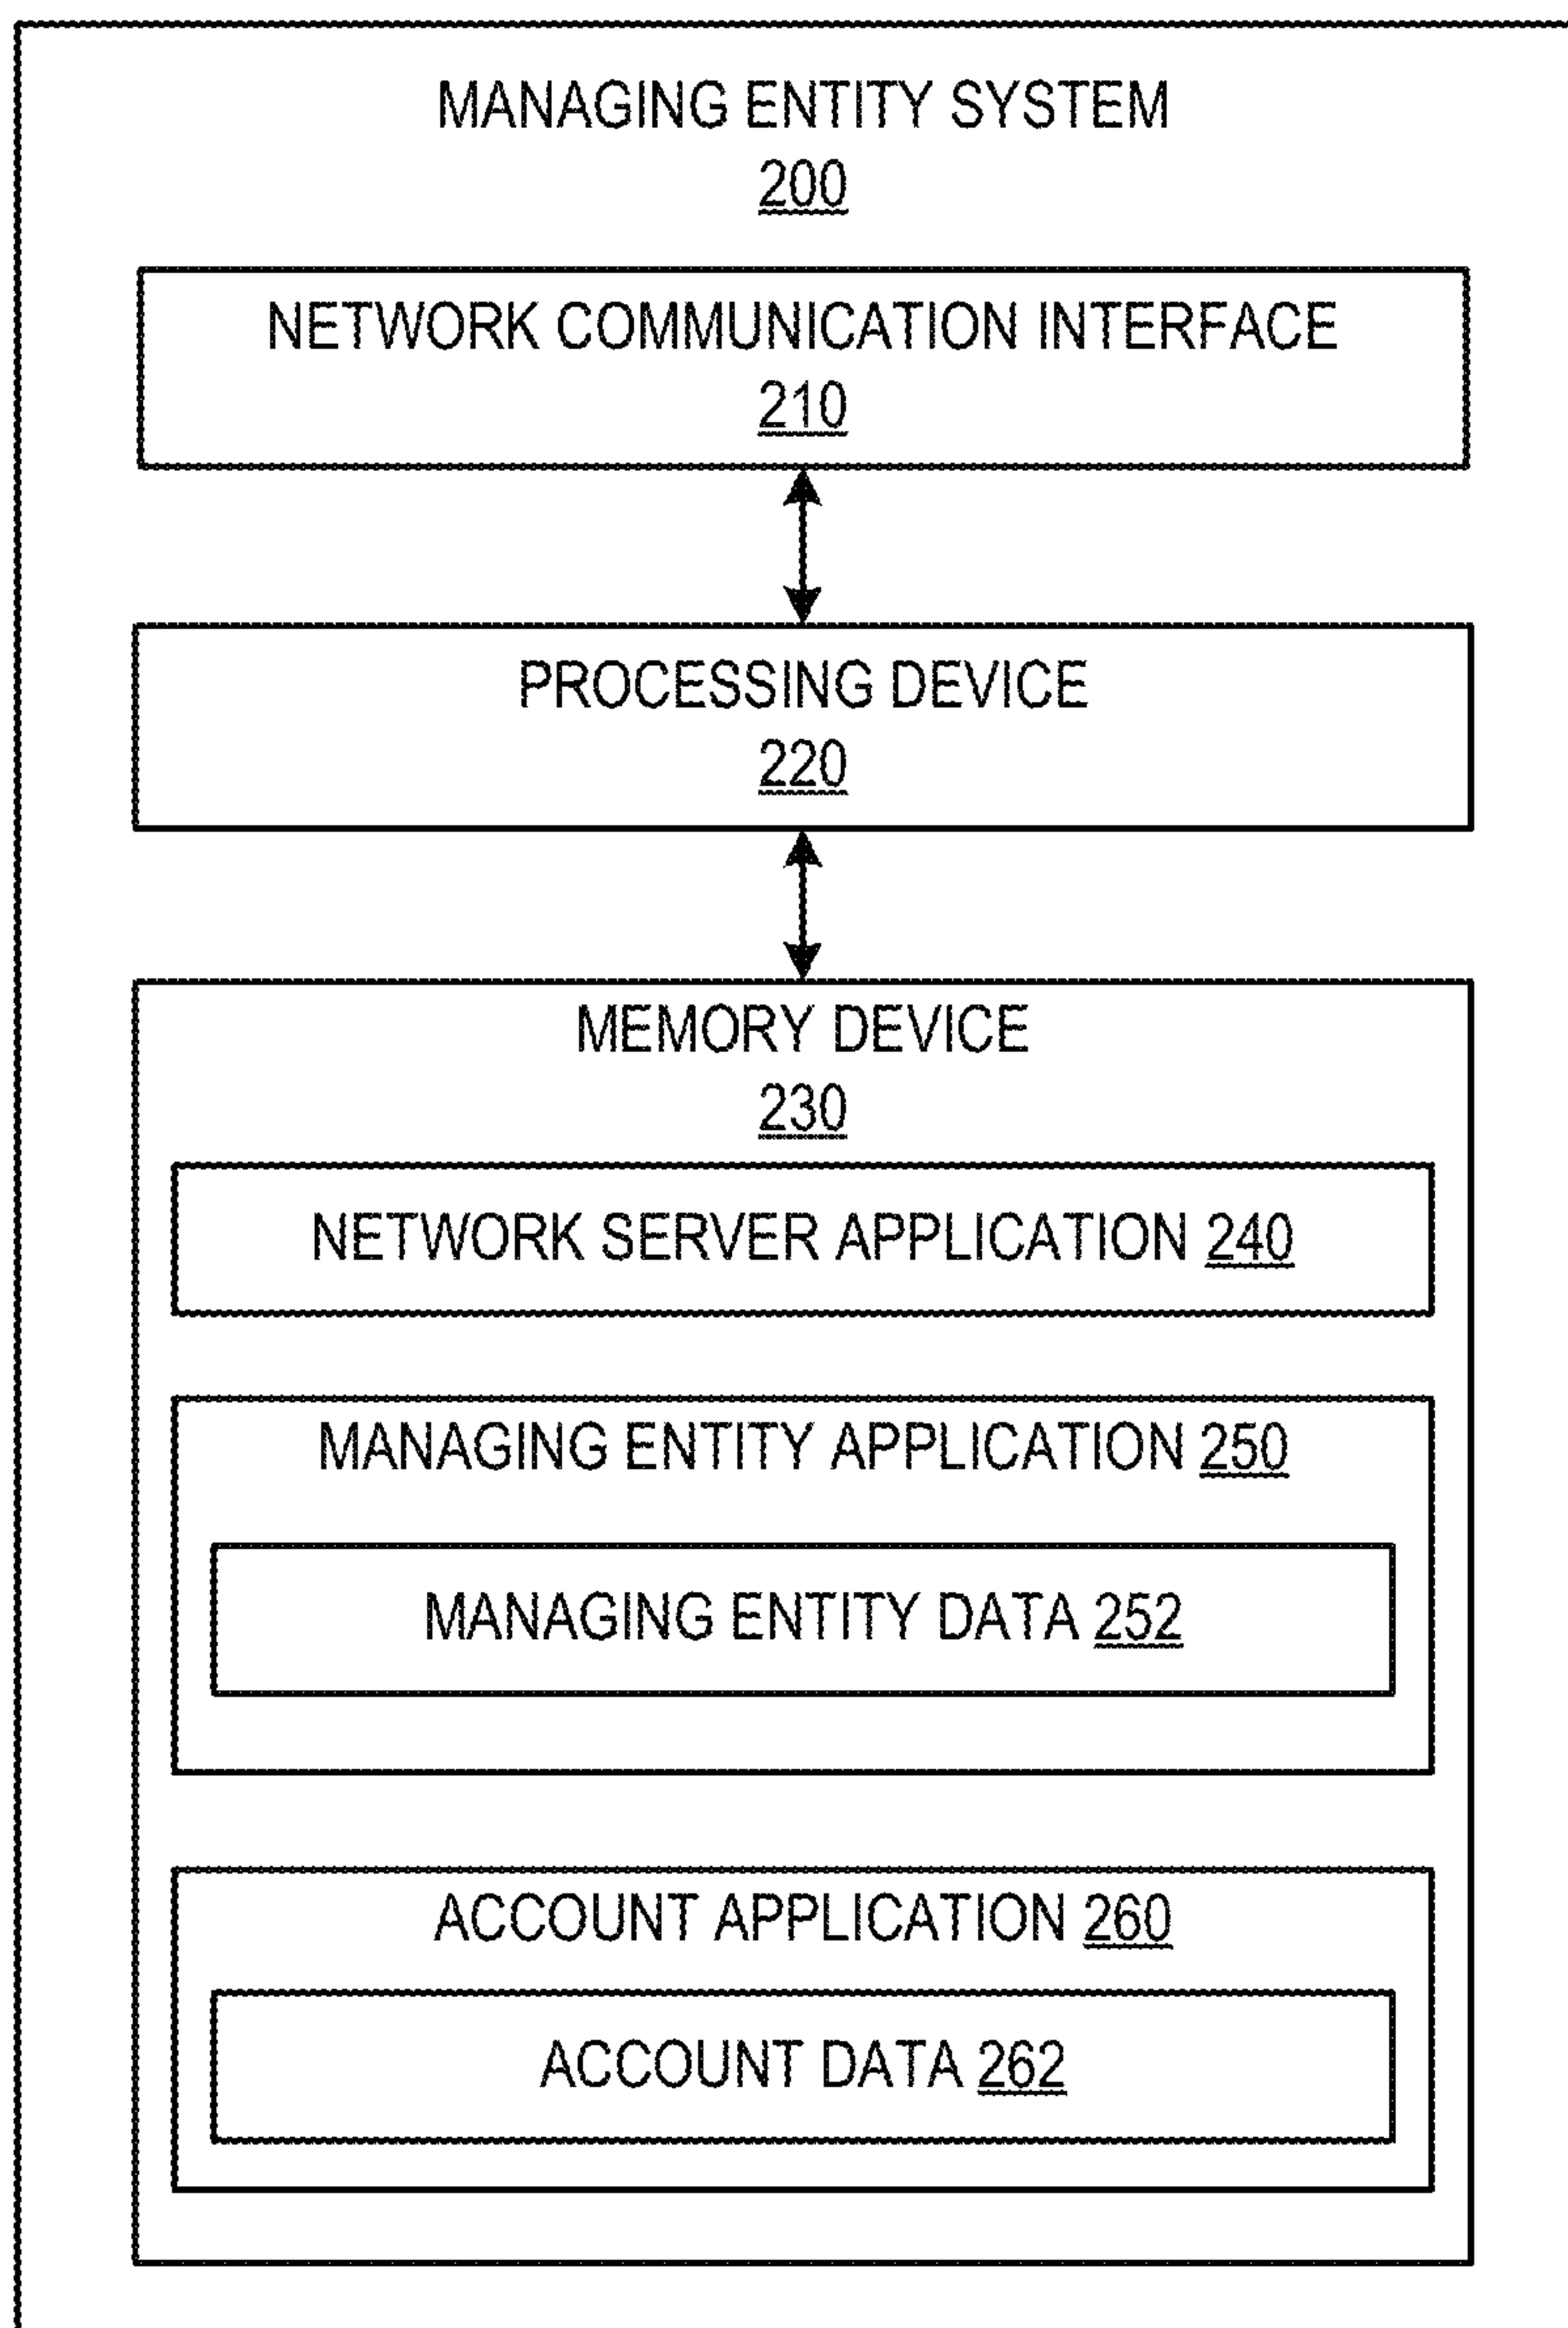 MANAGING ENTITY SYSTEM
200
NETWORK COMMUNICATION INTERFACE
210
PROCESSING DEVICE
220
MEMORY DEVICE
230
NETWORK SERVER APPLICATION 240
MANAGING ENTITY APPLICATION 250
MANAGING ENTITY DATA 252
ACCOUNT APPLICATION 260
ACCOUNT DATA 262